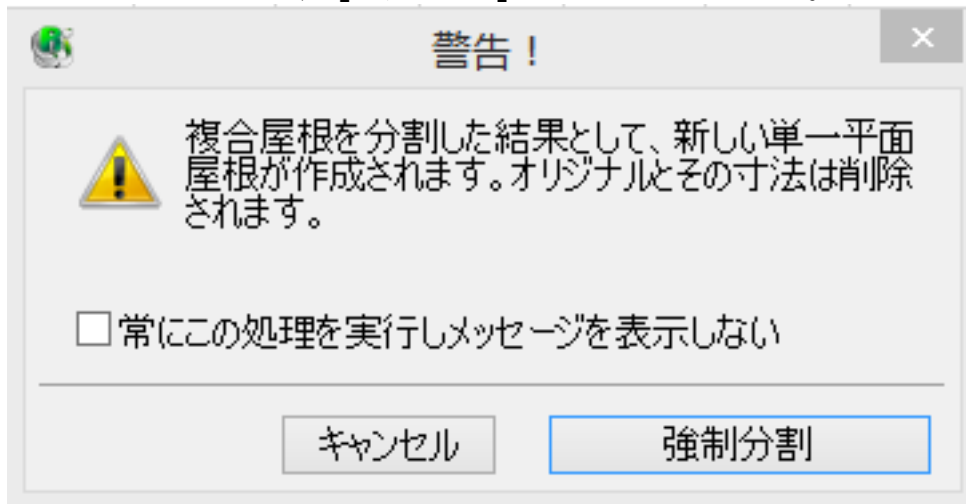 警告！
複合屋根を分割した結果として、新しい単一平面
屋根が作成されます。オリジナルとその寸法は削除
されます。
常にこの処理を実行しメッセージを表示しない
キャンセル
強制分割